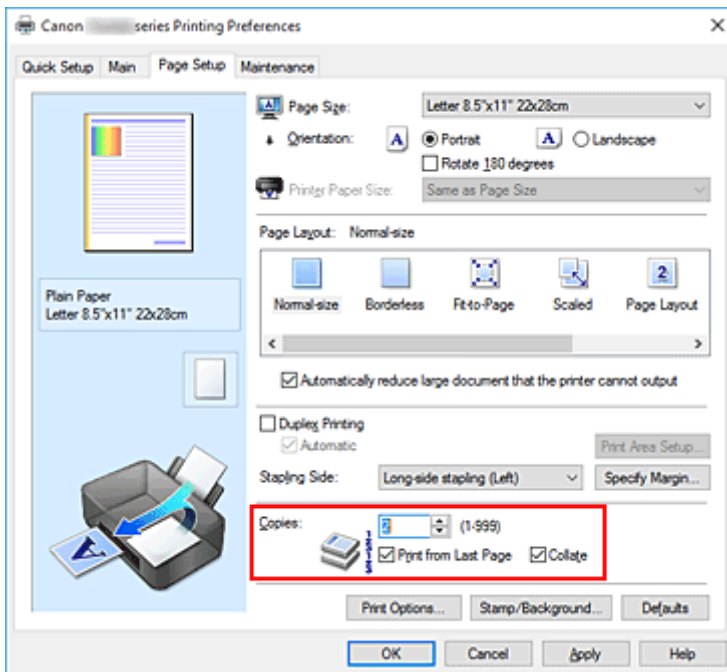 Canon series Printing Preferences
Quick Setup Main Page Setup Maintenance
Page Size: Letter 8.5"x11" 22x28cm
Orientation: A Portrait A Landscape
Rotate 180 degrees
Printer Paper Size: Same as Page Size
Page Layout: Normal-size
Normal-size Borderless Fit-to-Page Scaled Page Layout
Plain Paper
Letter 8.5"x11" 22x28cm
Automatically reduce large document that the printer cannot output
Duplex Printing
Automatic
Print Area Setup...
Stapling Side: Long-side stapling (Left) Specify Margin...
Copies: 2 (1-999)
Print from Last Page Collate
Print Options... Stamp/Background... Defaults
OK Cancel Apply Help